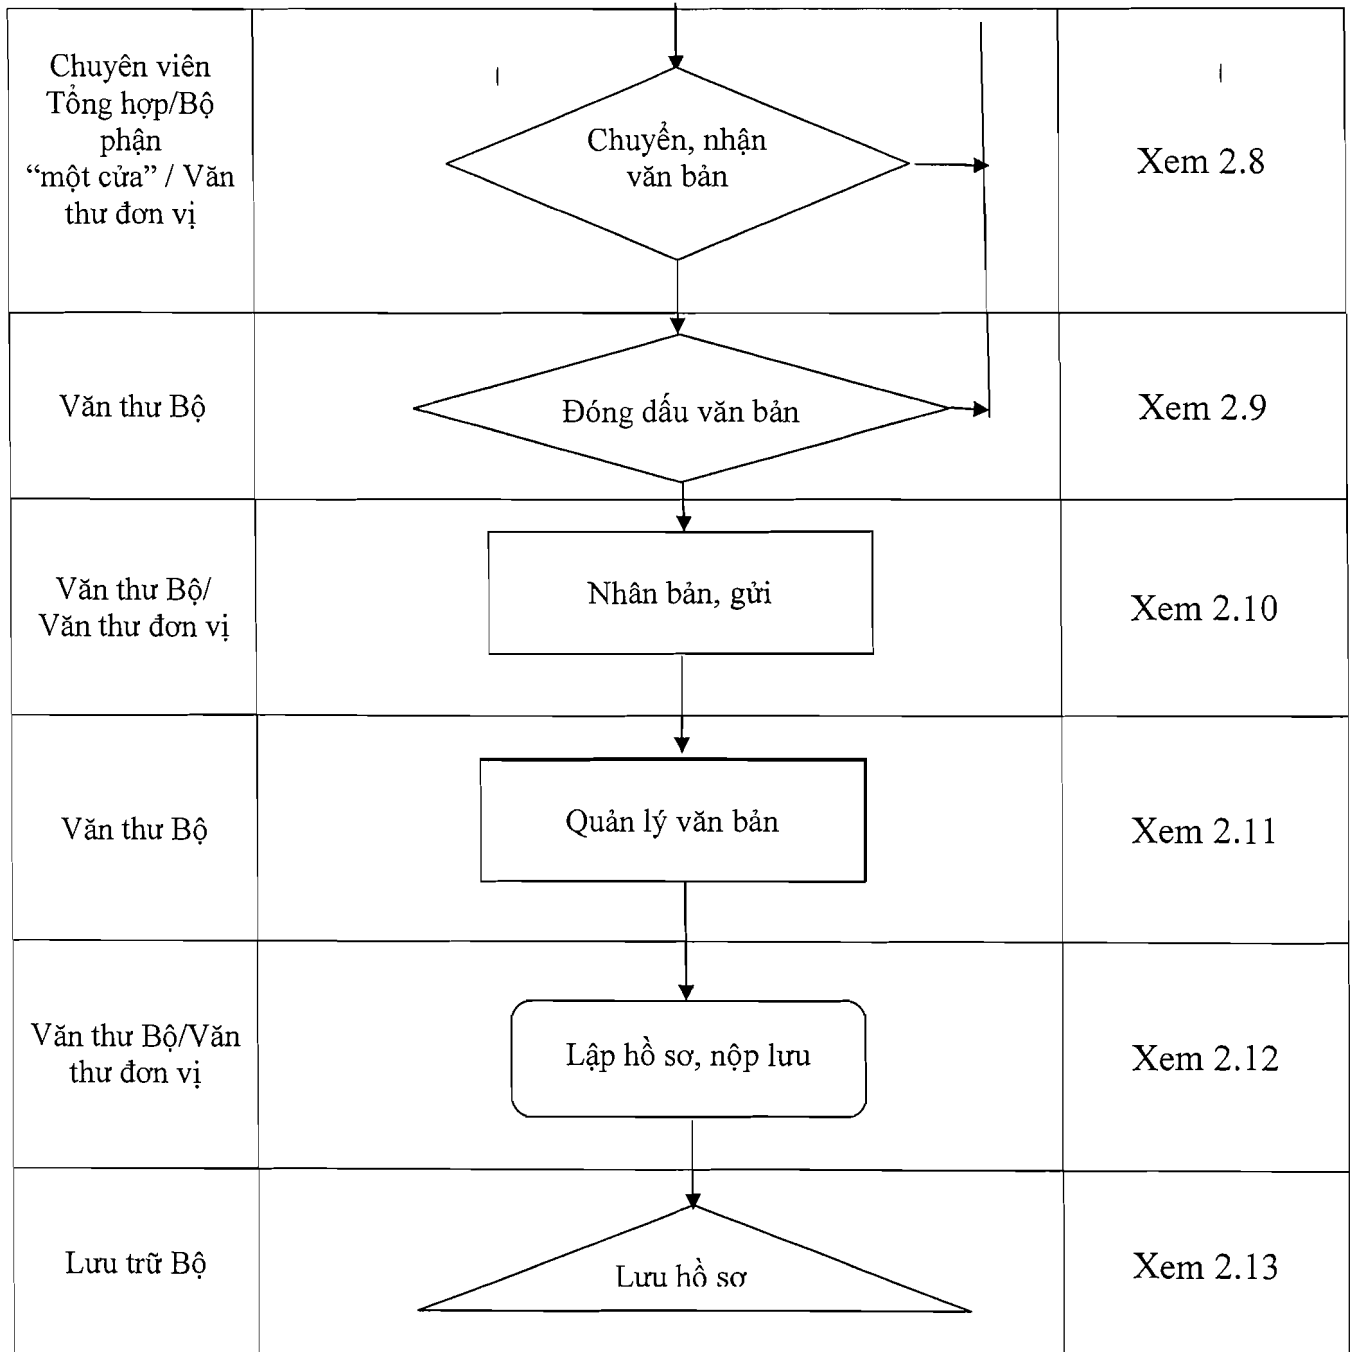 Chuyên viên
Tổng hợp/Bộ
phận
“một cửa” / Văn
thư đơn vị
Chuyển, nhận
văn bản
Xem 2.8
Văn thư Bộ
Đóng dấu văn bản
Xem 2.9
Văn thư Bộ/
Văn thư đơn vị
Nhân bản, gửi
Xem 2.10
Văn thư Bộ
Quản lý văn bản
Xem 2.11
Văn thư Bộ/Văn
thư đơn vị
Lập hồ sơ, nộp lưu
Xem 2.12
Lưu trữ Bộ
Lưu hồ sơ
Xem 2.13